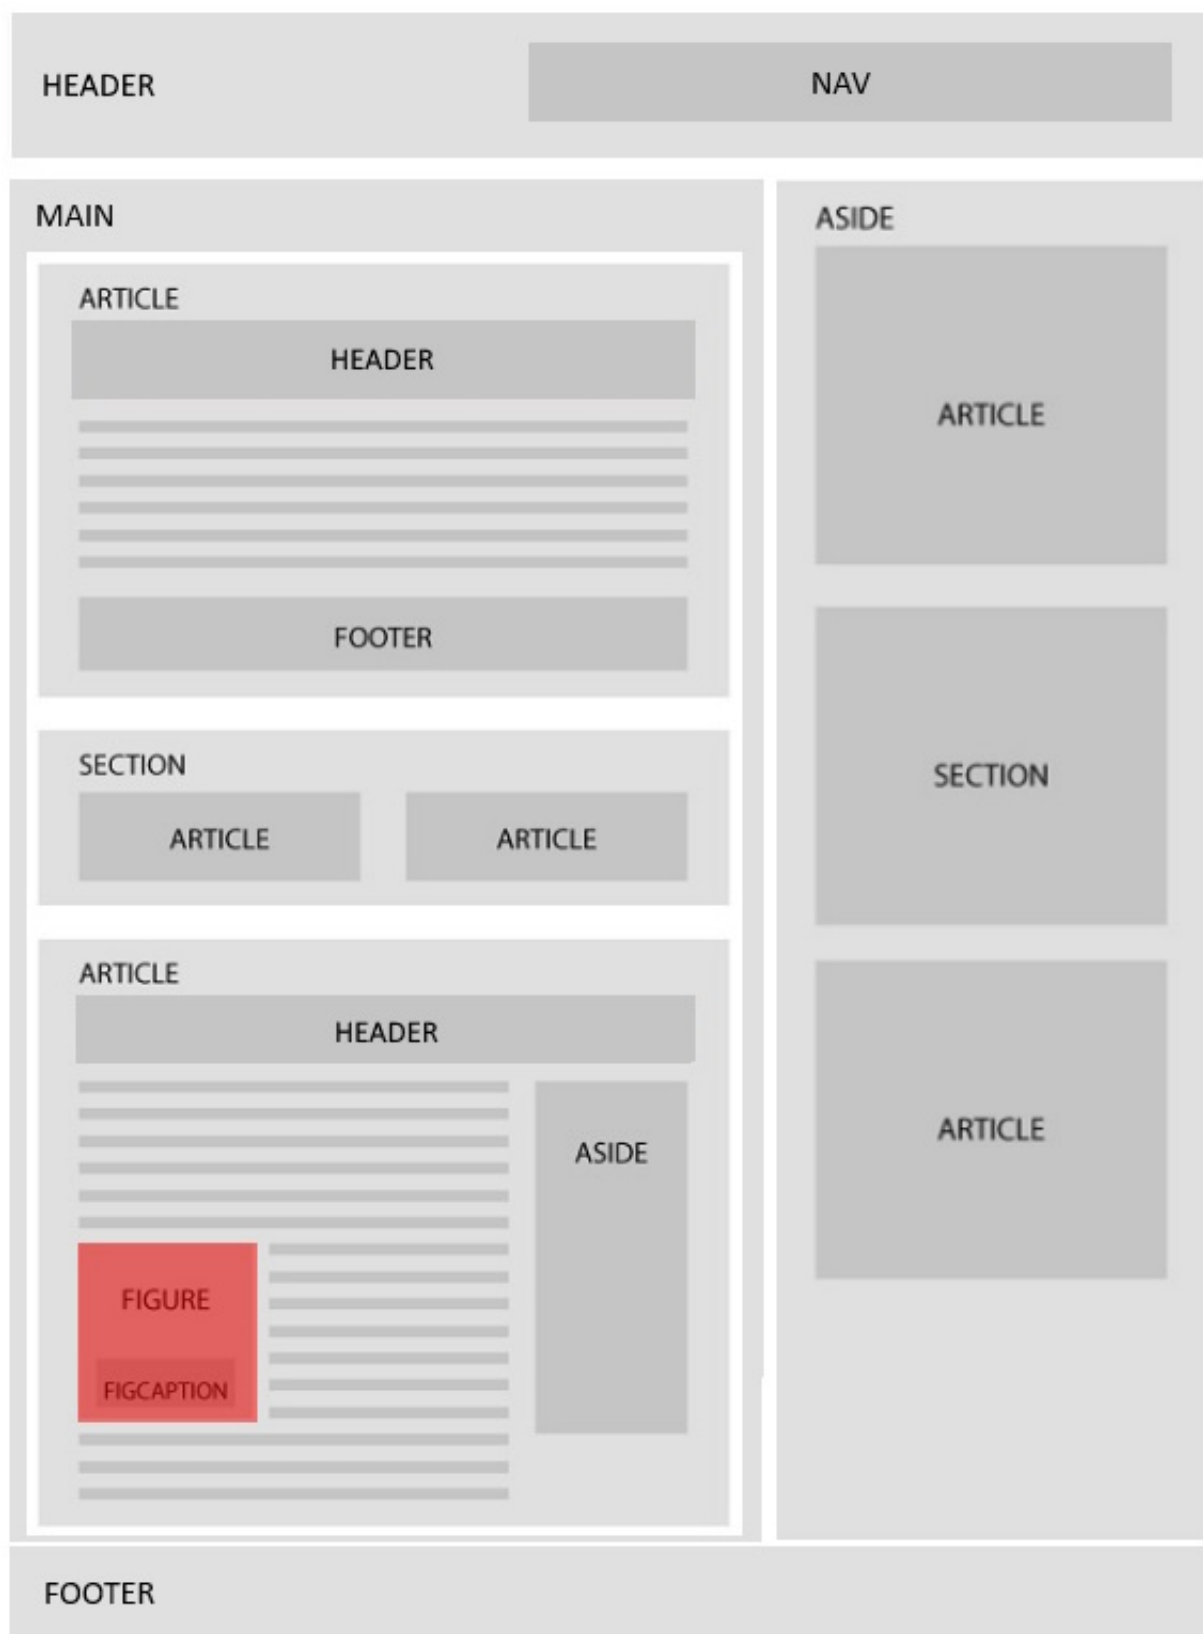 HEADER
NAV
MAIN
ARTICLE
HEADER
FOOTER
SECTION
ARTICLE
ARTICLE
ARTICLE
HEADER
ASIDE
FIGURE
FIGCAPTION
ASIDE
ARTICLE
SECTION
ARTICLE
FOOTER